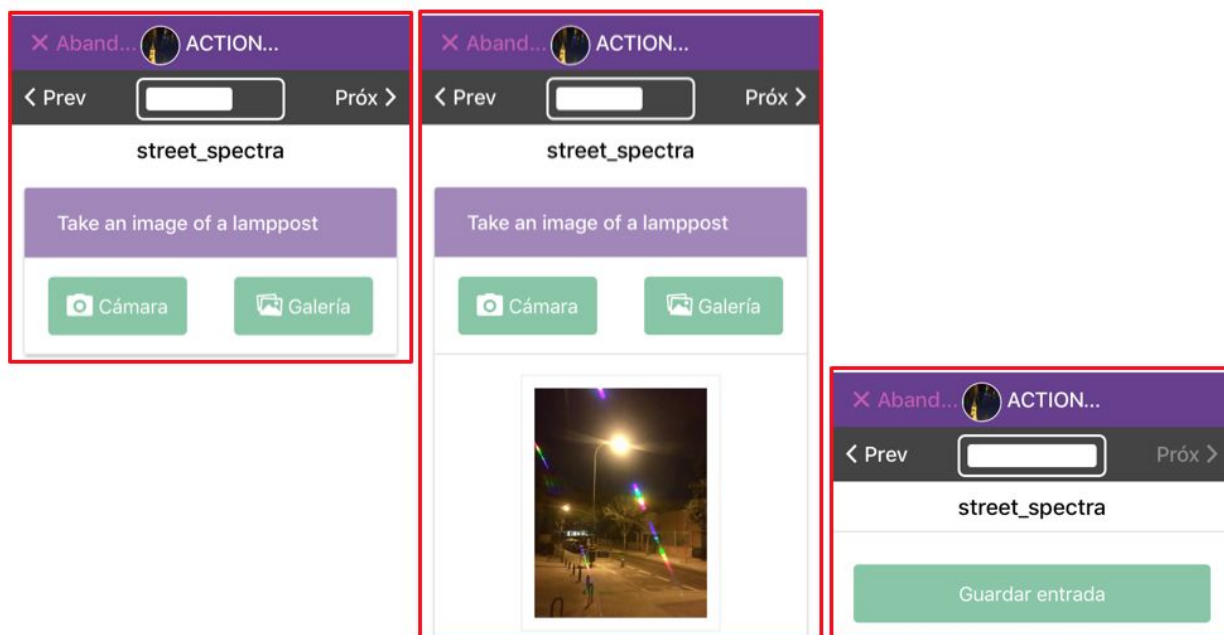 × Aband... ACTION...
< Prev Próx >
street_spectra
Take an image of a lamppost
Cámara Galería
× Aband... ACTION...
< Prev Próx >
street_spectra
Take an image of a lamppost
Cámara Galería
× Aband... ACTION...
< Prev Próx >
street_spectra
Guardar entrada